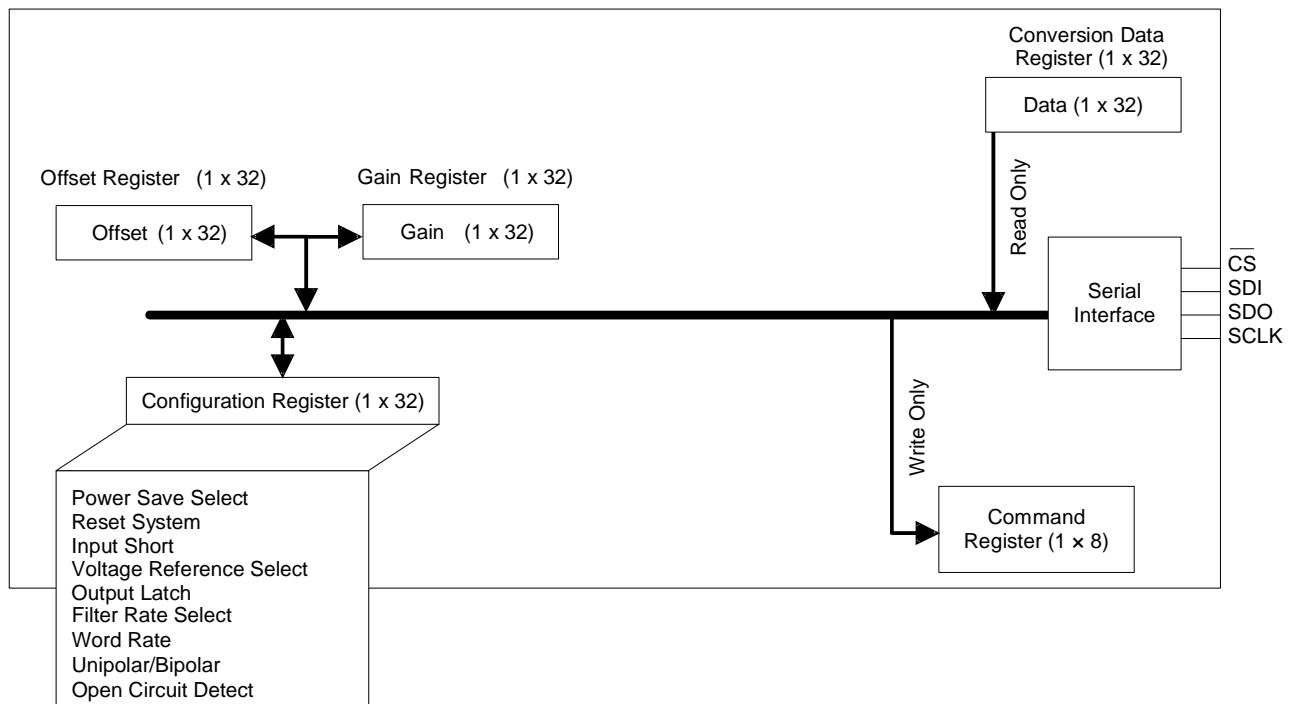 Conversion Data
Register (1 x 32)
Data (1 x 32)
Offset Register (1 x 32)
Gain Register (1 x 32)
Offset (1 x 32)
Gain (1 x 32)
Read Only
Serial
Interface
CS
SDI
SDO
SCLK
Configuration Register (1 x 32)
Write Only
Command
Register (1 × 8)
Power Save Select
Reset System
Input Short
Voltage Reference Select
Output Latch
Filter Rate Select
Word Rate
Unipolar/Bipolar
Open Circuit Detect